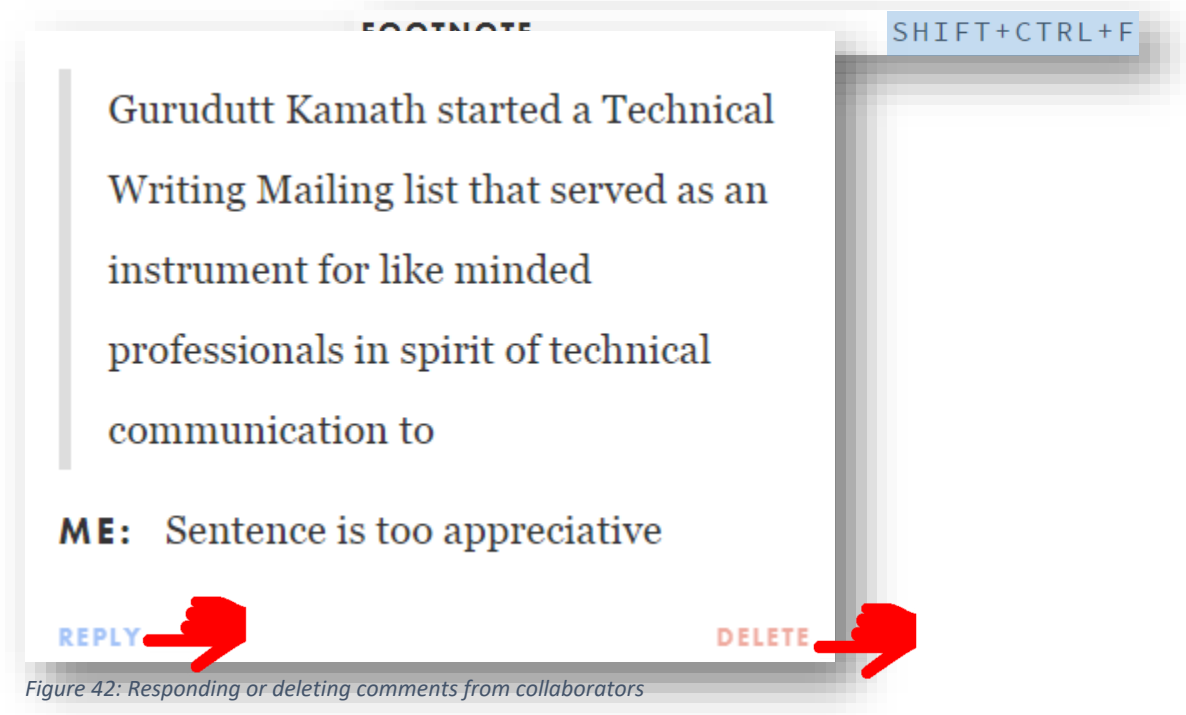 FOOTNOTE SHIFT+CTRL+F
Gurudutt Kamath started a Technical
Writing Mailing list that served as an
instrument for like minded
professionals in spirit of technical
communication to
ME: Sentence is too appreciative
REPLY DELETE
Figure 42: Responding or deleting comments from collaborators